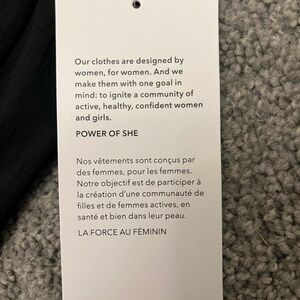 Our clothes are designed by
women, for women. And we
make them with one goal in
mind: to ignite a community of
active, healthy, confident women
and girls.
POWER OF SHE
Nos vêtements sont conçus par
des femmes, pour les femmes.
Notre objectif est de participer à
la création d'une communauté de
filles et de femmes actives, en
santé et bien dans leur peau.
LA FORCE AU FÉMININ